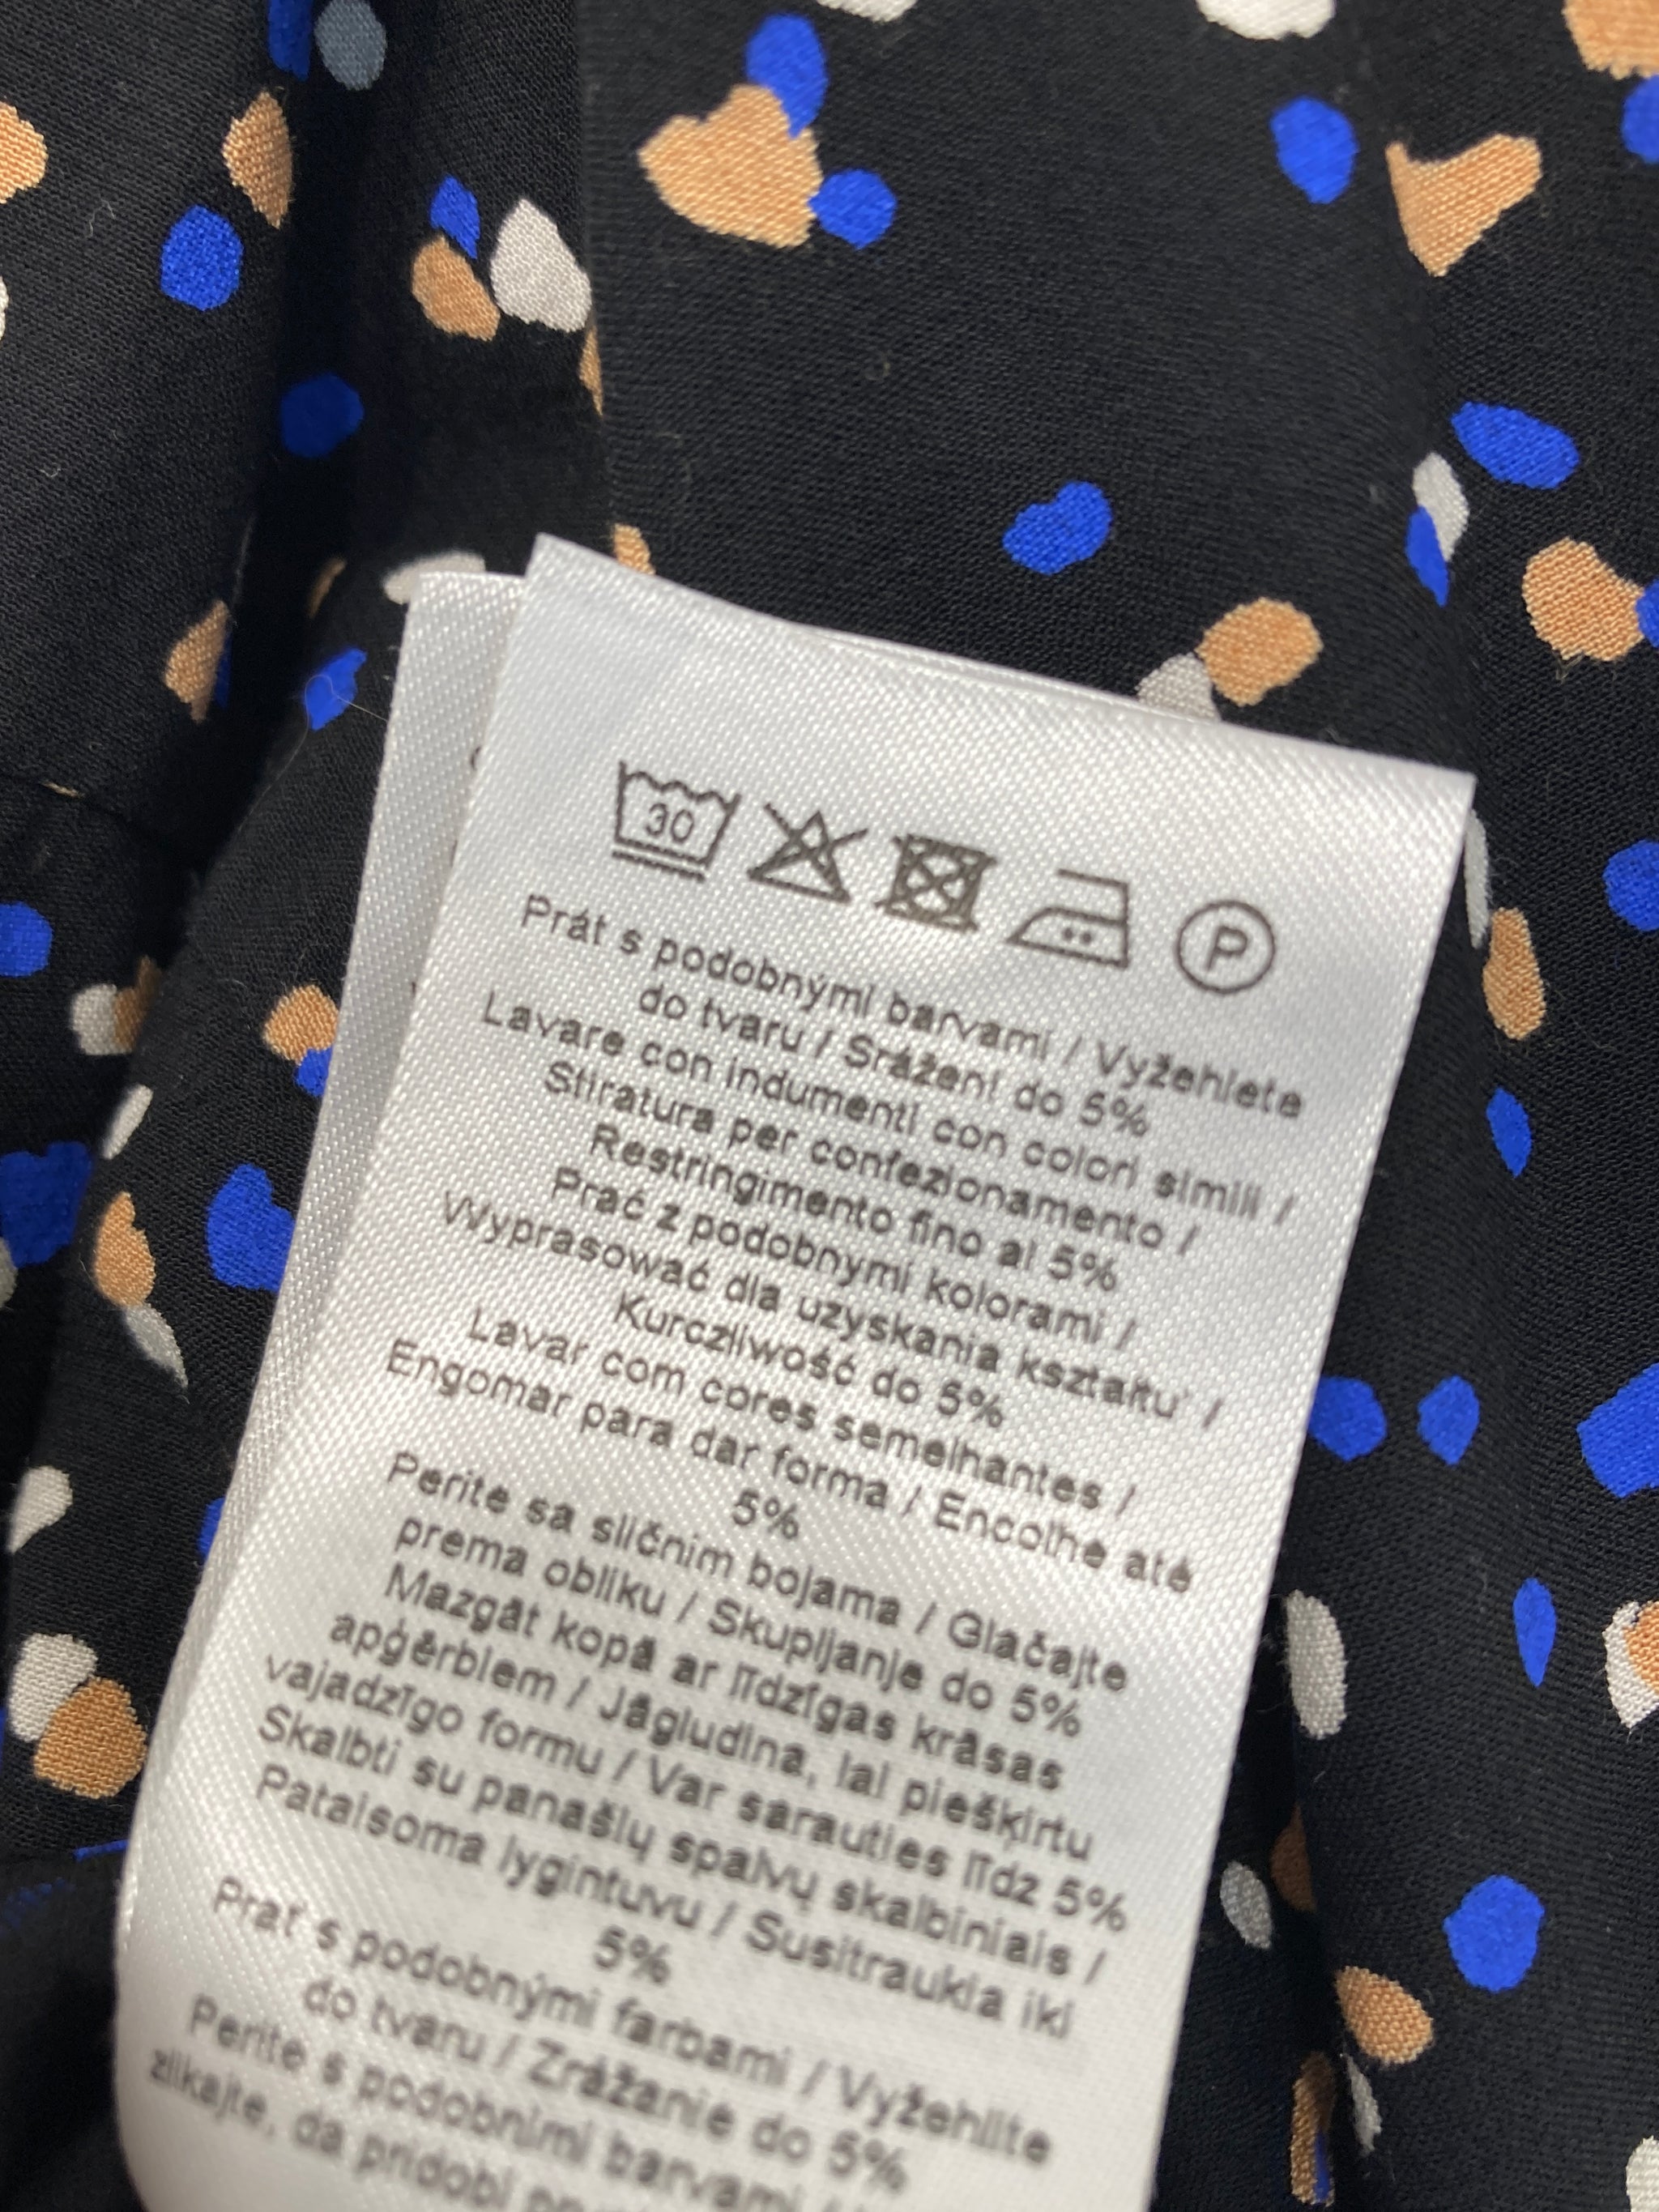 30
P
Prát s podobnými barvami / Vyžehlete
do tvaru / Srážení do 5%
Lavare con indumenti con colori simili /
Stiratura per confezionamento /
Restringimento fino al 5%
Prać z podobnymi kolorami /
Wyprasować dla uzyskania kształtu /
Kurczliwość do 5%
Lavar com cores semelhantes /
Engomar para dar forma / Encolhe até
5%
Perite sa sličnim bojama / Glačajte
prema obliku / Skupljanje do 5%
Mazgāt kopā ar līdzīgas krāsas
apģērbiem / Jāgludina, lai piešķirtu
vajadzīgo formu / Var sarauties līdz 5%
Skalbti su panašių spalvų skalbiniais /
Patalsoma lygintuvu / Susitraukia iki
5%
Prať s podobnými farbami / Vyžehlite
do tvaru / Zrážanie do 5%
Perite s podobnimi barvami /
zlikajte, da pridobi